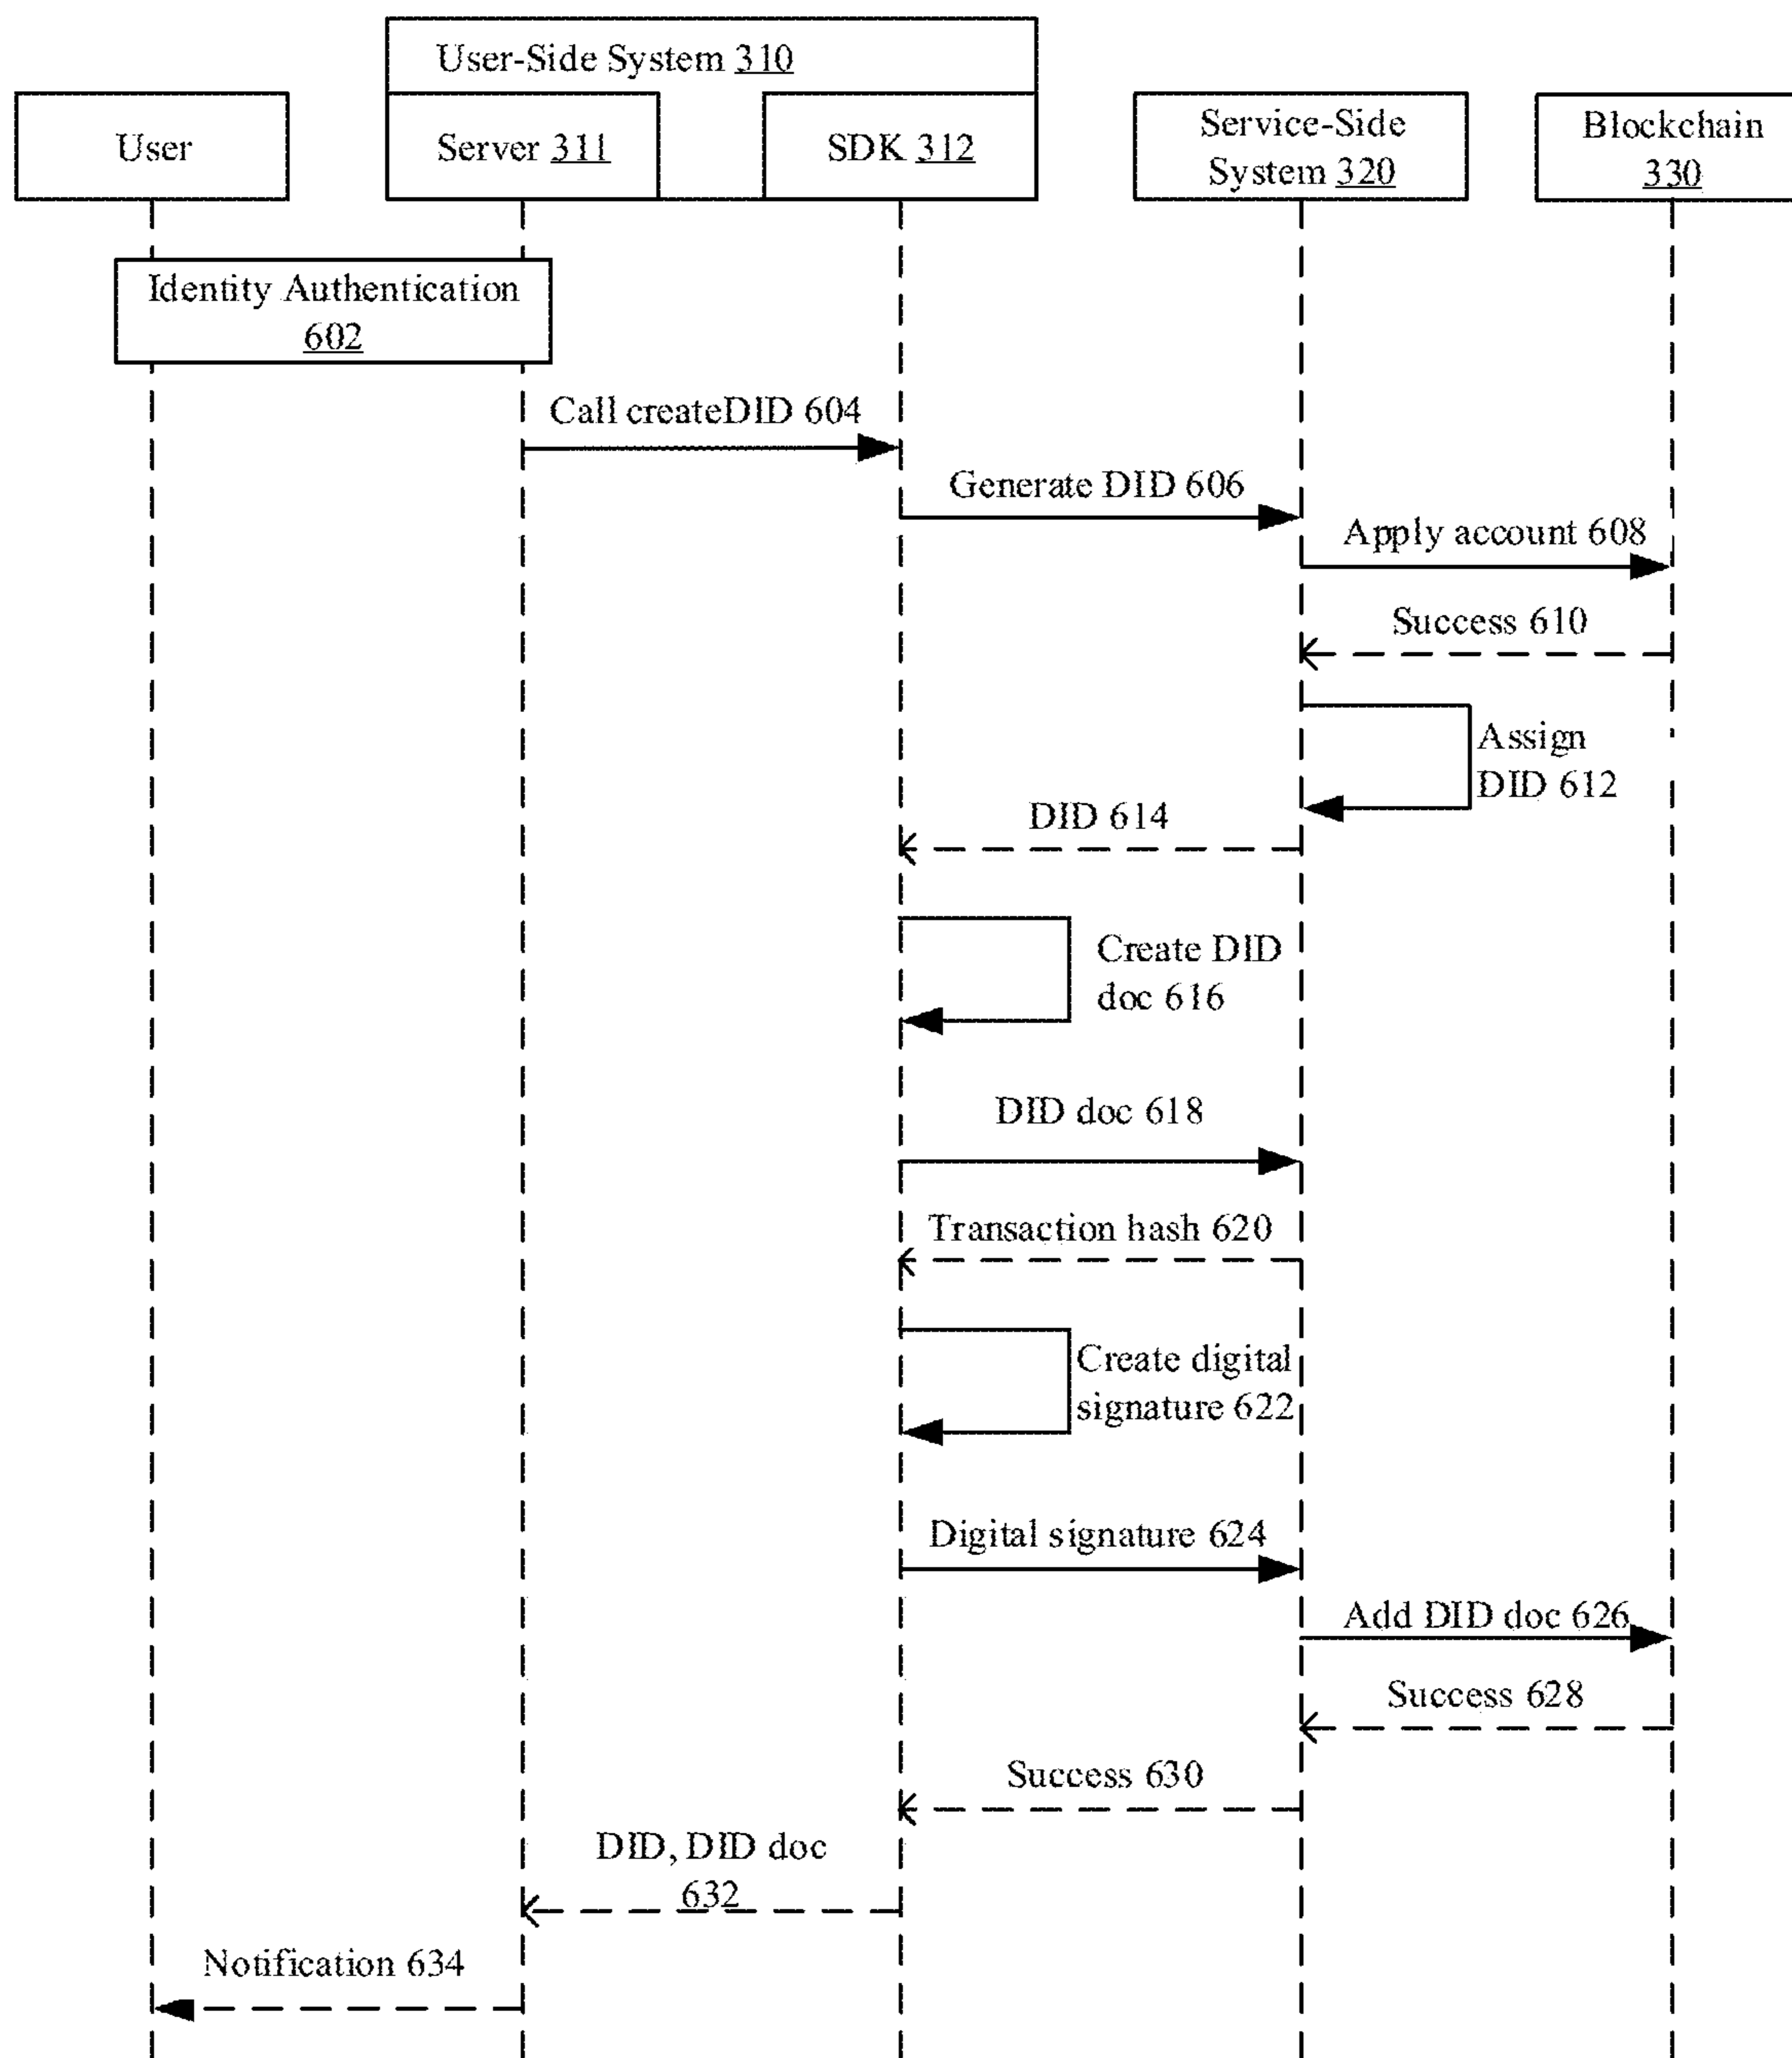 User-Side System 310
User
Server 311
SDK 312
Service-Side
System 320
Blockchain
330
Identity Authentication
602
Call createDID 604
Generate DID 606
Apply account 608
Success 610
Assign
DID 612
DID 614
Create DID
doc 616
DID doc 618
Transaction hash 620
Create digital
signature 622
Digital signature 624
Add DID doc 626
Success 628
Success 630
DID, DID doc
632
Notification 634